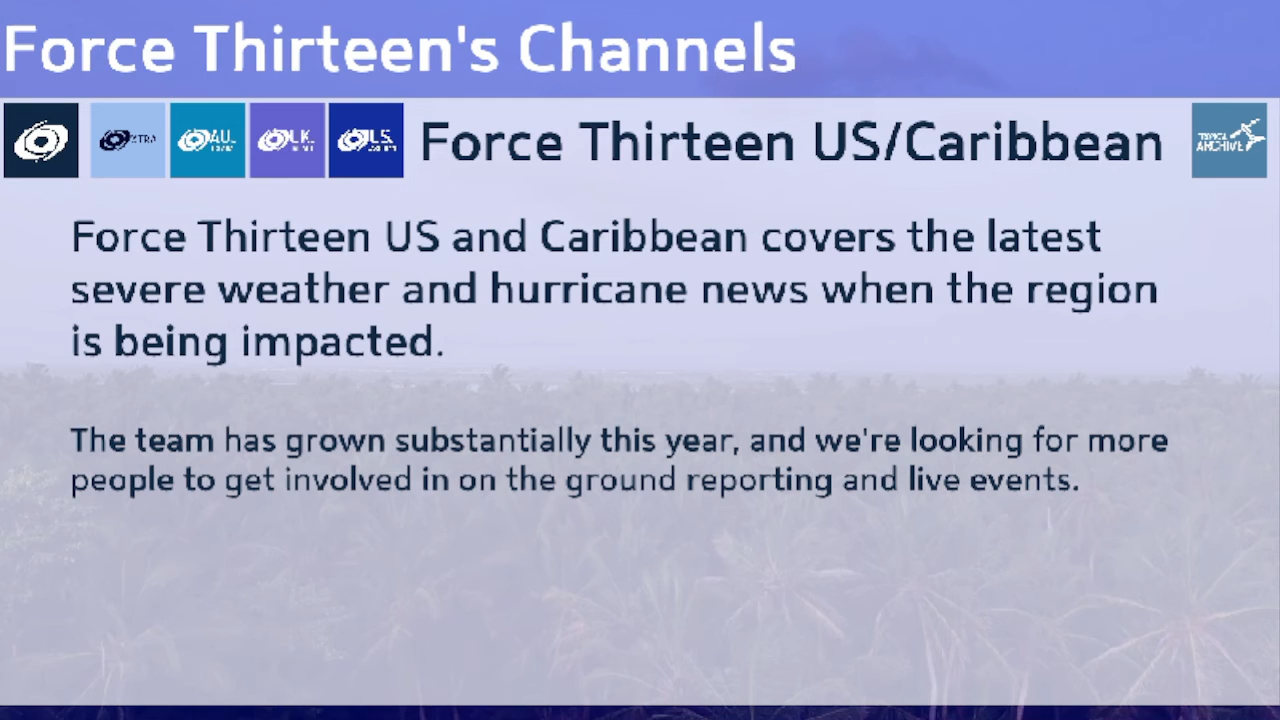 Force Thirteen's Channels
AU.
U.K.
U.S.
Force Thirteen US/Caribbean
ARCHIVE
Force Thirteen US and Caribbean covers the latest
severe weather and hurricane news when the region
is being impacted.
The team has grown substantially this year, and we're looking for more
people to get involved in on the ground reporting and live events.